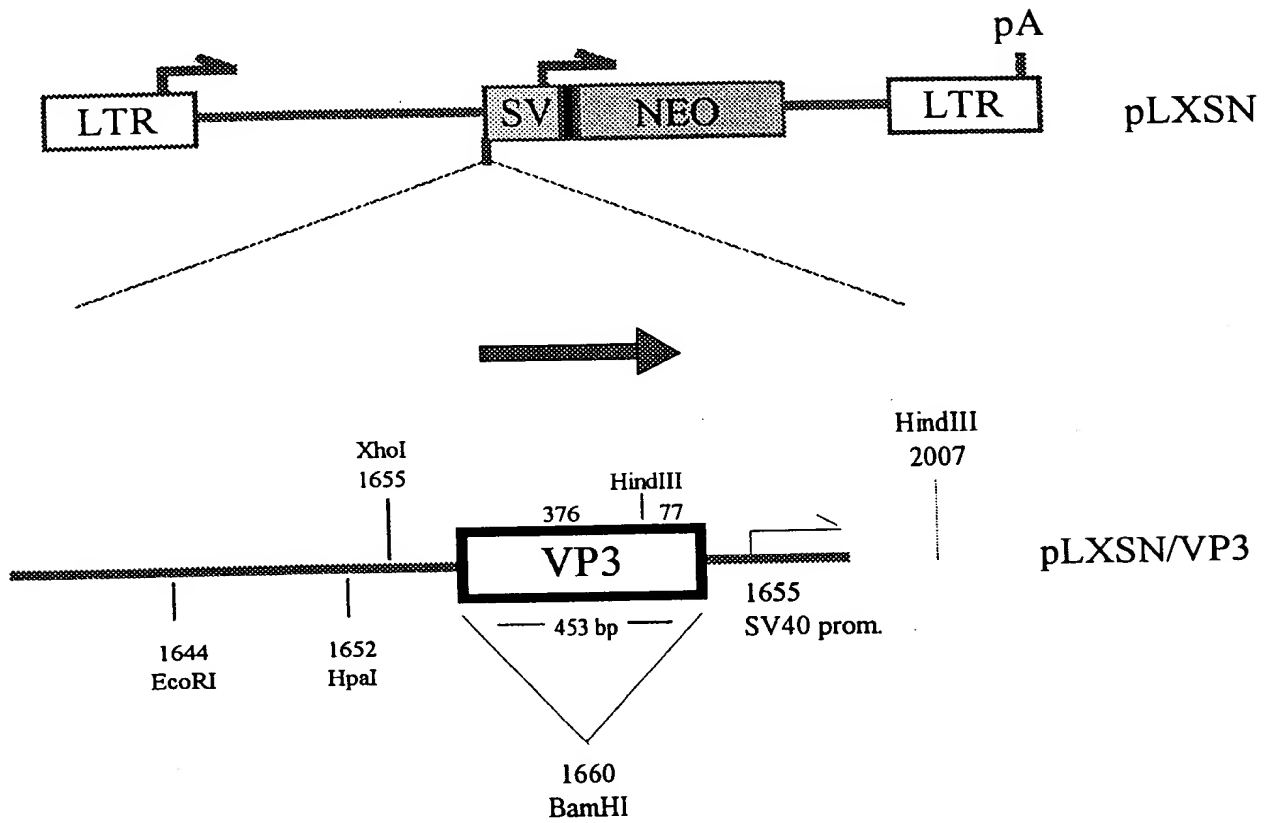 pA
LTR
SV
NEO
LTR
pLXSN
HindIII
2007
XhoI
1655
HindIII
376
77
VP3
pLXSN/VP3
453 bp
1655
SV40 prom.
1644
EcoRI
1652
HpaI
1660
BamHI